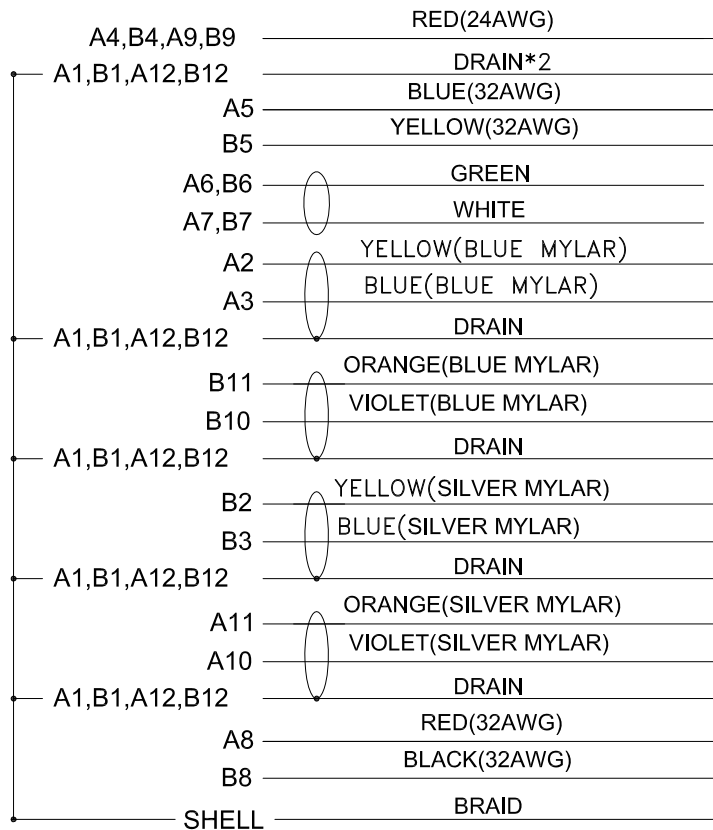 A4,B4,A9,B9 RED(24AWG)
A1,B1,A12,B12 DRAIN*2
A5 BLUE(32AWG)
B5 YELLOW(32AWG)
A6,B6 GREEN
A7,B7 WHITE
A2 YELLOW(BLUE MYLAR)
A3 BLUE(BLUE MYLAR)
A1,B1,A12,B12 DRAIN
B11 ORANGE(BLUE MYLAR)
B10 VIOLET(BLUE MYLAR)
A1,B1,A12,B12 DRAIN
B2 YELLOW(SILVER MYLAR)
B3 BLUE(SILVER MYLAR)
A1,B1,A12,B12 DRAIN
A11 ORANGE(SILVER MYLAR)
A10 VIOLET(SILVER MYLAR)
A1,B1,A12,B12 DRAIN
A8 RED(32AWG)
B8 BLACK(32AWG)
SHELL BRAID